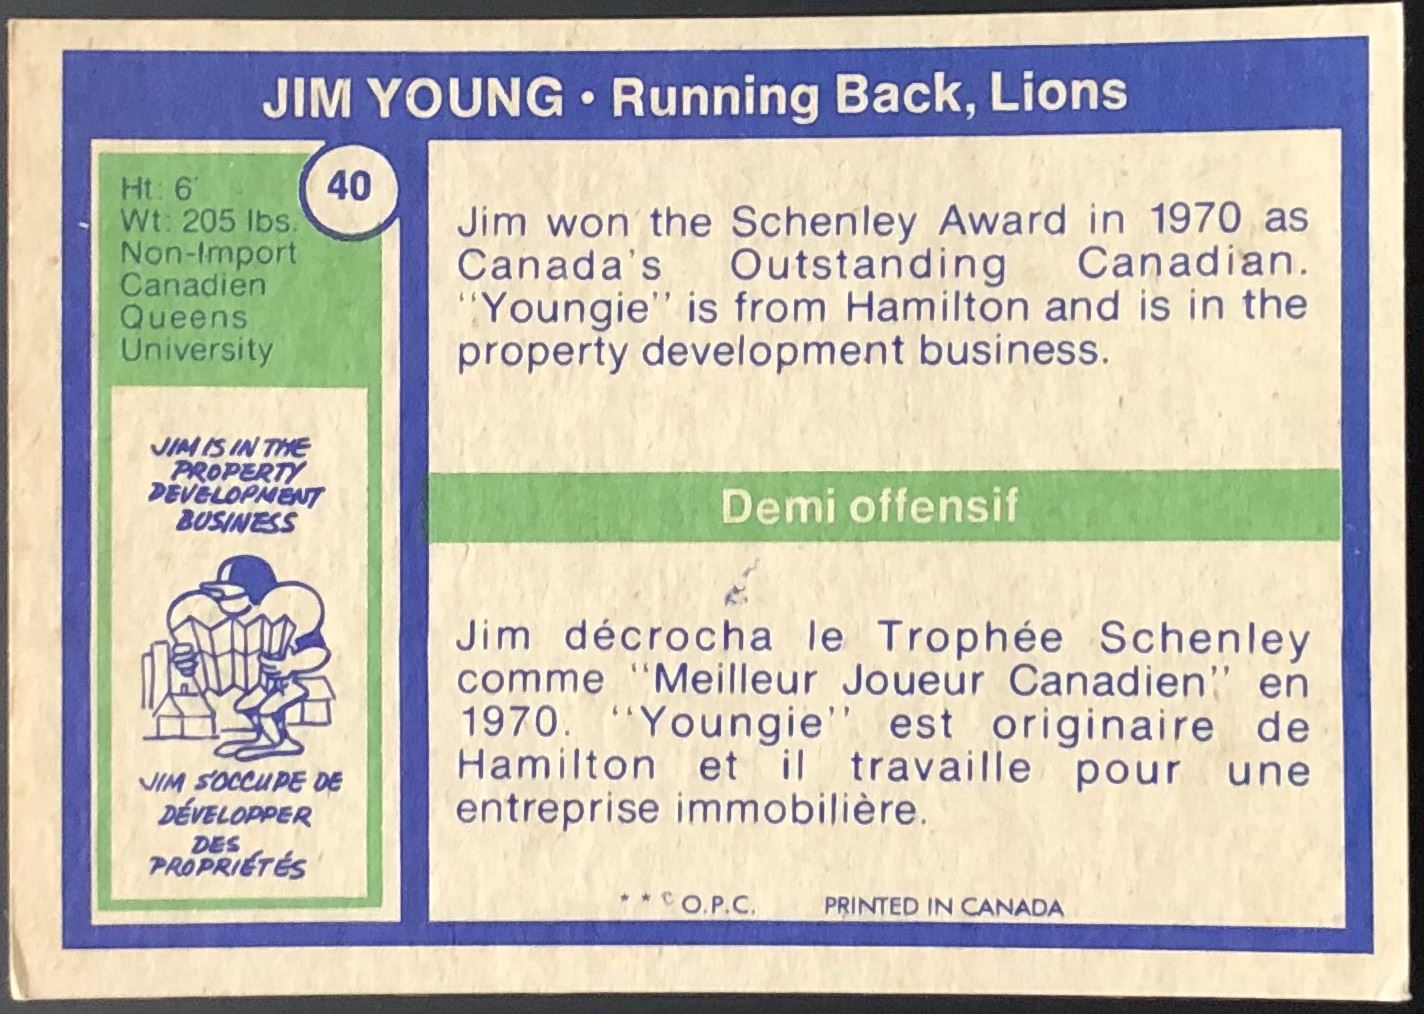 JIM YOUNG • Running Back, Lions
40
Ht: 6'
Wt: 205 lbs.
Non-Import
Canadien
Queens
University
JIM IS IN THE
PROPERTY
DEVELOPMENT
BUSINESS
JIM S'OCCUPE DE
DÉVELOPPER
DES
PROPRIÉTÉS
Jim won the Schenley Award in 1970 as
Canada's Outstanding Canadian.
"Youngie" is from Hamilton and is in the
property development business.
Demi offensif
Jim décrocha le Trophée Schenley
comme "Meilleur Joueur Canadien" en
1970. "Youngie" est originaire de
Hamilton et il travaille pour une
entreprise immobilière.
* * © O.P.C. PRINTED IN CANADA